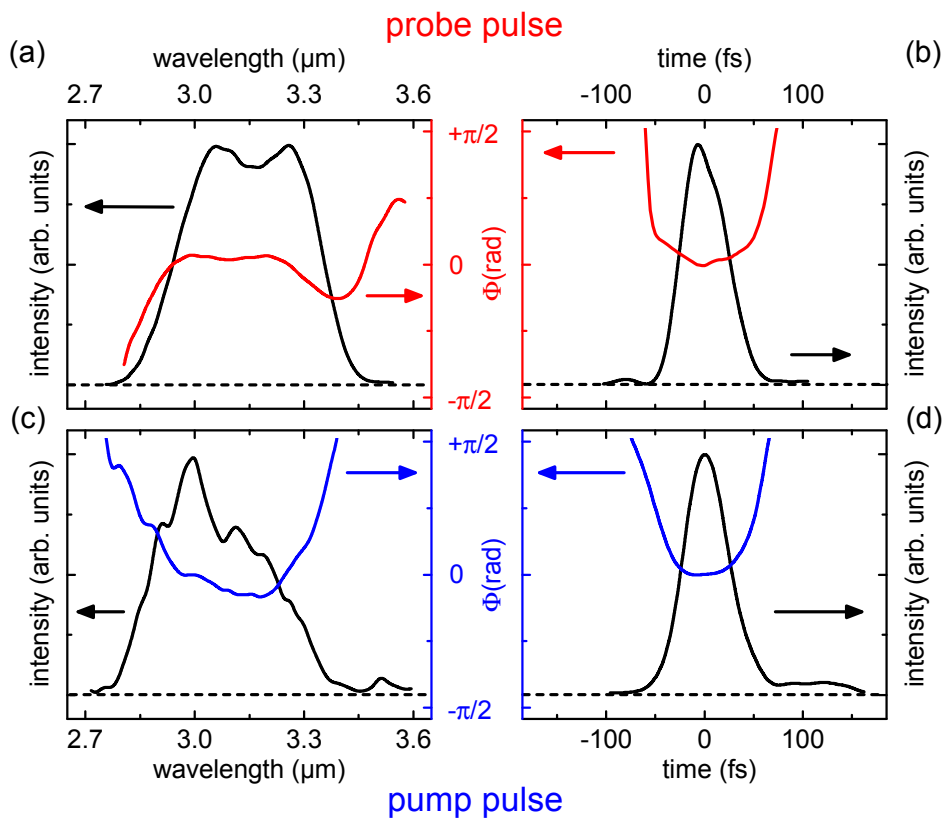 probe pulse
(a)
wavelength (μm)
time (fs)
(b)
2.7 3.0 3.3 3.6
-100 0 100
intensity (arb. units)
+π/2
0
-π/2
Φ(rad)
intensity (arb. units)
(c)
(d)
intensity (arb. units)
+π/2
0
-π/2
Φ(rad)
intensity (arb. units)
2.7 3.0 3.3 3.6
-100 0 100
wavelength (μm)
time (fs)
pump pulse